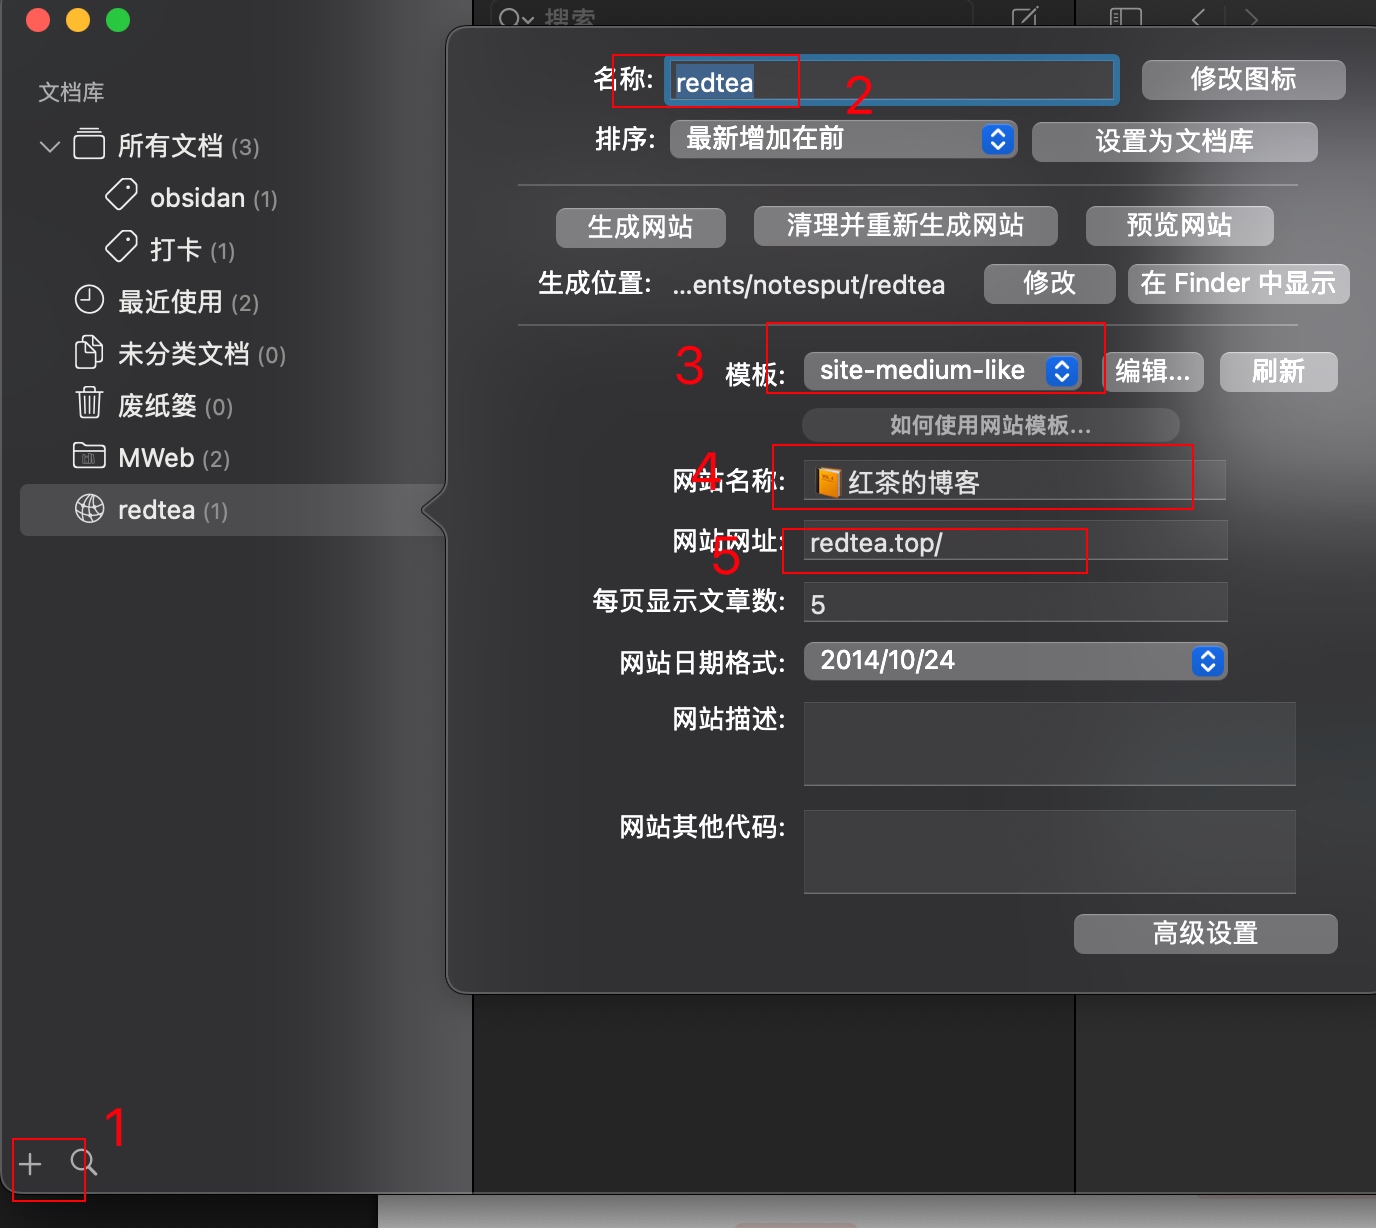 搜索
文档库
所有文档 (3)
obsidan (1)
打卡 (1)
最近使用 (2)
未分类文档 (0)
废纸篓 (0)
MWeb (2)
redtea (1)
1
名称: redtea 2 修改图标
排序: 最新增加在前 设置为文档库
生成网站 清理并重新生成网站 预览网站
生成位置: ...ents/notesput/redtea 修改 在 Finder 中显示
3 模板: site-medium-like 编辑... 刷新
如何使用网站模板...
4 网站名称: 📙红茶的博客
5 网站网址: redtea.top/
每页显示文章数: 5
网站日期格式: 2014/10/24
网站描述:
网站其他代码:
高级设置